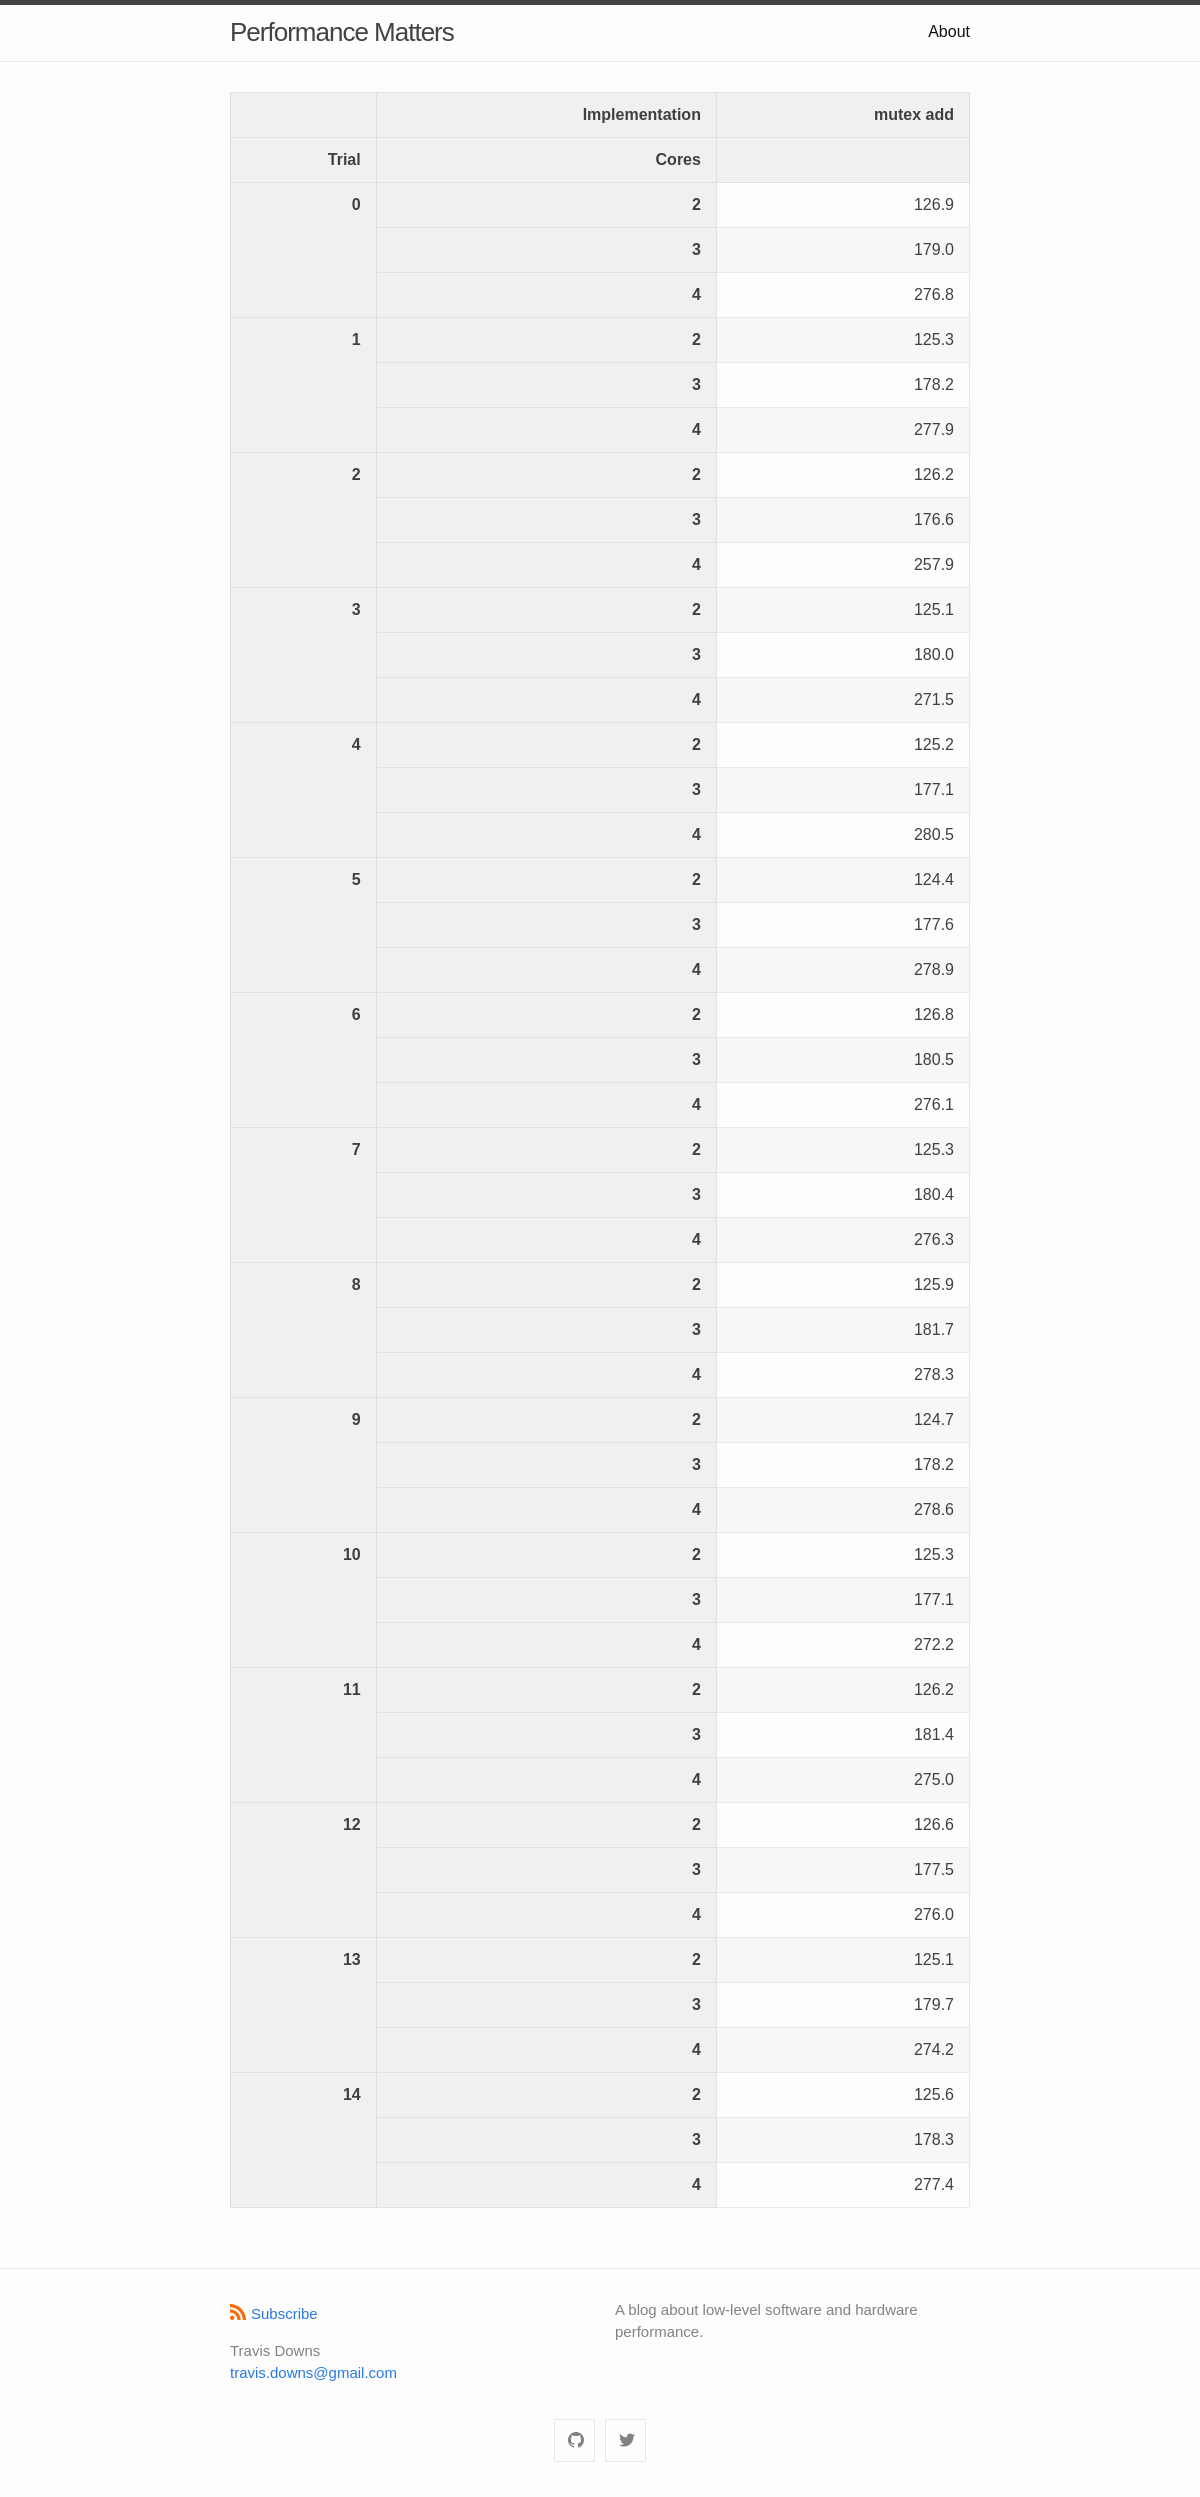 Performance Matters About
Implementation mutex add
Trial Cores
0 2 126.9
3 179.0
4 276.8
1 2 125.3
3 178.2
4 277.9
2 2 126.2
3 176.6
4 257.9
3 2 125.1
3 180.0
4 271.5
4 2 125.2
3 177.1
4 280.5
5 2 124.4
3 177.6
4 278.9
6 2 126.8
3 180.5
4 276.1
7 2 125.3
3 180.4
4 276.3
8 2 125.9
3 181.7
4 278.3
9 2 124.7
3 178.2
4 278.6
10 2 125.3
3 177.1
4 272.2
11 2 126.2
3 181.4
4 275.0
12 2 126.6
3 177.5
4 276.0
13 2 125.1
3 179.7
4 274.2
14 2 125.6
3 178.3
4 277.4
Subscribe
Travis Downs
travis.downs@gmail.com
A blog about low-level software and hardware
performance.